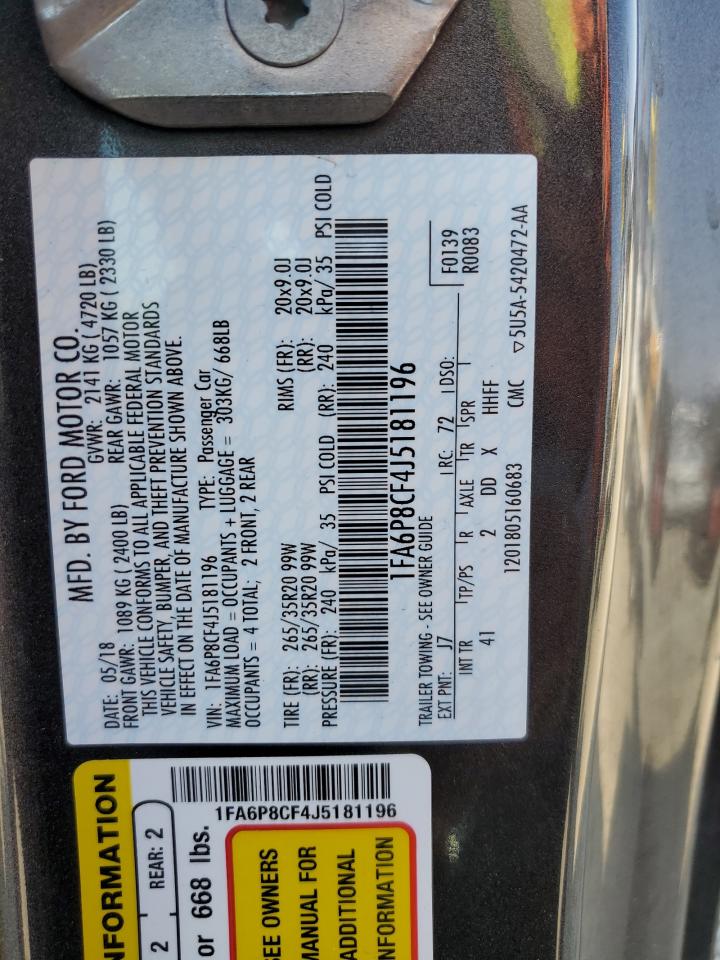 MFD. BY FORD MOTOR CO.
DATE: 05/18 GVWR: 2141 KG ( 4720 LB)
FRONT GAWR: 1089 KG ( 2400 LB) REAR GAWR: 1057 KG ( 2330 LB)
THIS VEHICLE CONFORMS TO ALL APPLICABLE FEDERAL MOTOR
VEHICLE SAFETY, BUMPER, AND THEFT PREVENTION STANDARDS
IN EFFECT ON THE DATE OF MANUFACTURE SHOWN ABOVE.
VIN: 1FA6P8CF4J5181196 TYPE: Passenger Car
MAXIMUM LOAD = OCCUPANTS + LUGGAGE = 303KG/ 668LB
OCCUPANTS = 4 TOTAL; 2 FRONT, 2 REAR
TIRE (FR): 265/35R20 99W RIMS (FR): 20x9.0J
(RR): 265/35R20 99W (RR): 20x9.0J
PRESSURE (FR): 240 kPa/ 35 PSI COLD (RR): 240 kPa/ 35 PSI COLD
1FA6P8CF4J5181196
TRAILER TOWING - SEE OWNER GUIDE F0139
EXT PNT: J7 RC: 72 DSO: R0083
INT TR TP/PS R AXLE TR SPR
41 2 DD X HHFF
1201805160683 CMC ▽5U5A-5420472-AA
NFORMATION
2 REAR: 2
or 668 lbs.
1FA6P8CF4J5181196
SEE OWNERS
MANUAL FOR
ADDITIONAL
INFORMATION